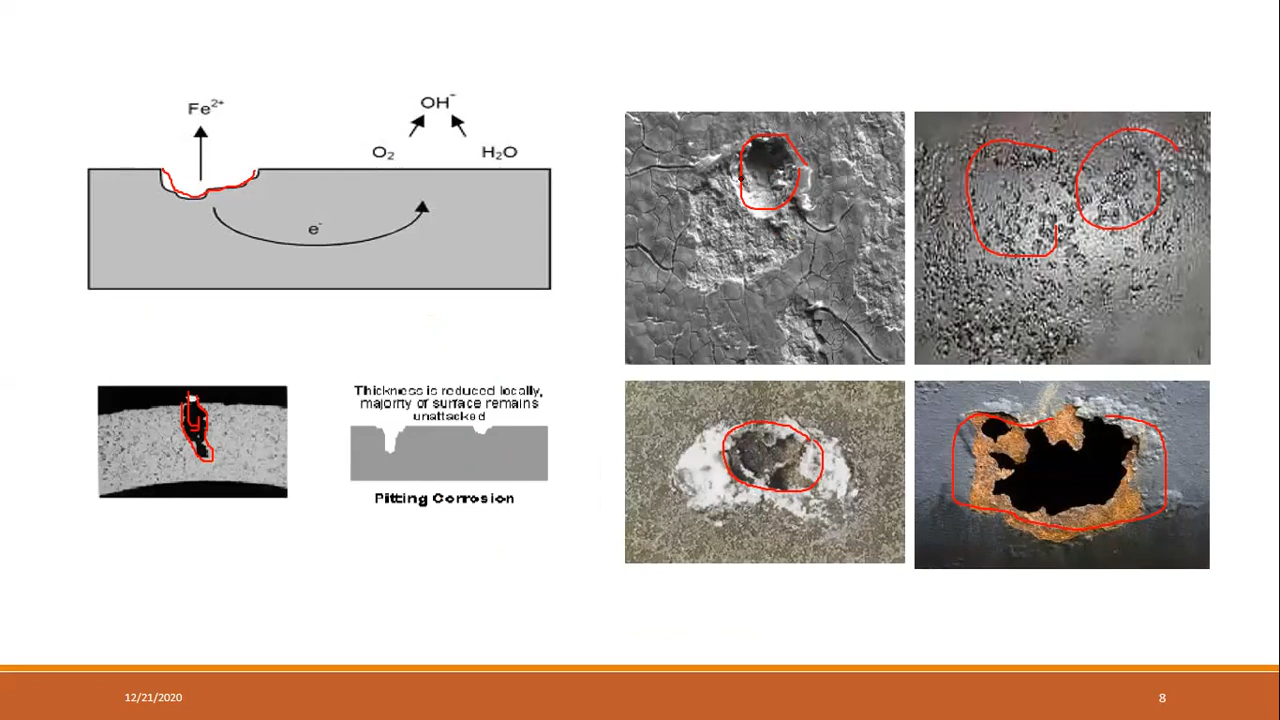 Fe²⁺
OH⁻
O₂
H₂O
e⁻
Thickness is reduced locally,
majority of surface remains
unattacked
Pitting Corrosion
12/21/2020
8